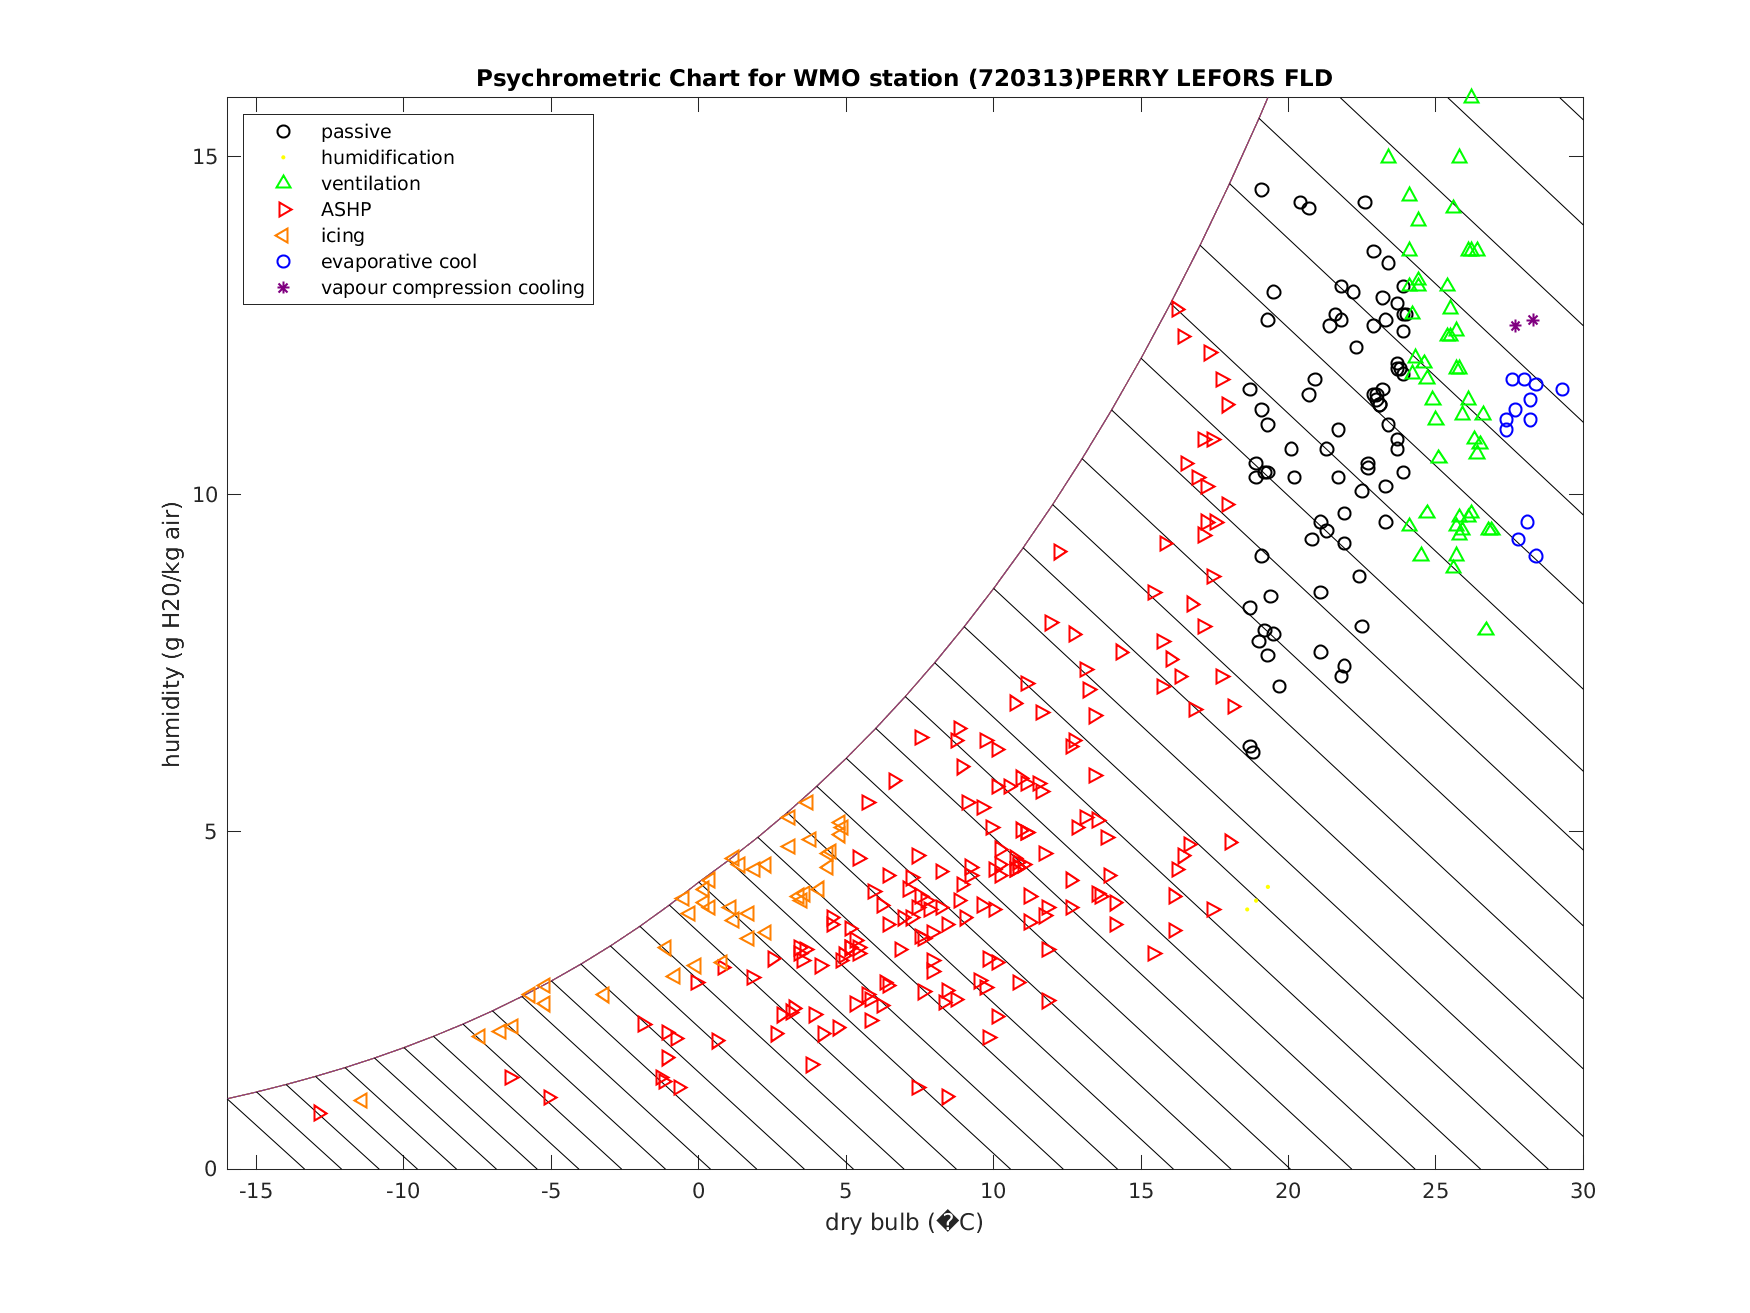 Psychrometric Chart for WMO station (720313)PERRY LEFORS FLD
passive
humidification
ventilation
ASHP
icing
evaporative cool
vapour compression cooling
15
10
5
0
humidity (g H20/kg air)
-15 -10 -5 0 5 10 15 20 25 30
dry bulb (�C)